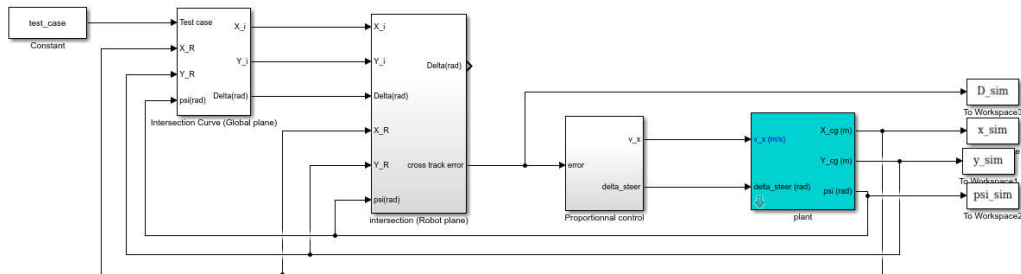 test_case
Constant
Test case
X_R
Y_R
psi(rad)
X_i
Y_i
Delta(rad)
Intersection Curve (Global plane)
X_i
Y_i
Delta(rad)
X_R
Y_R
psi(rad)
Delta(rad)
cross track error
intersection (Robot plane)
error
v_x
delta_steer
Proportionnal control
v_x (m/s)
delta_steer (rad)
X_cg (m)
Y_cg (m)
psi (rad)
plant
D_sim
To Workspace3
x_sim
y_sim
To Workspace1
psi_sim
To Workspace2